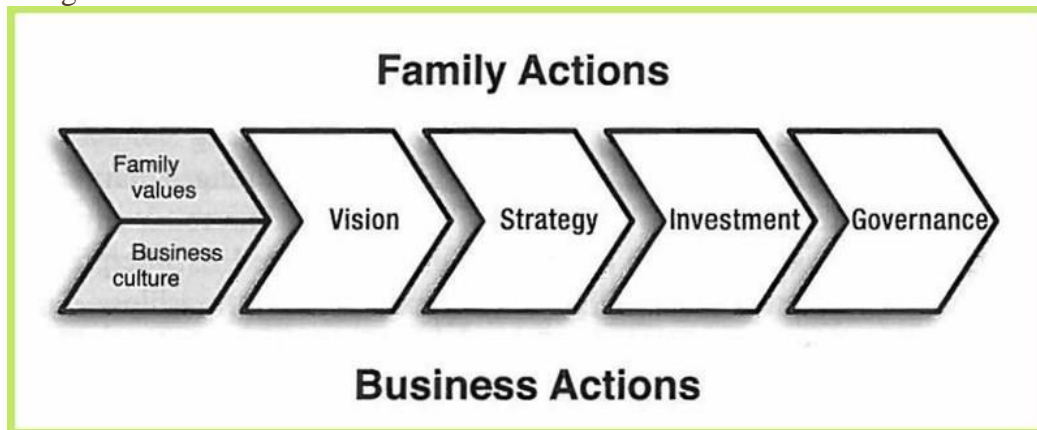 Family Actions
Family
values
Business
culture
Vision
Strategy
Investment
Governance
Business Actions